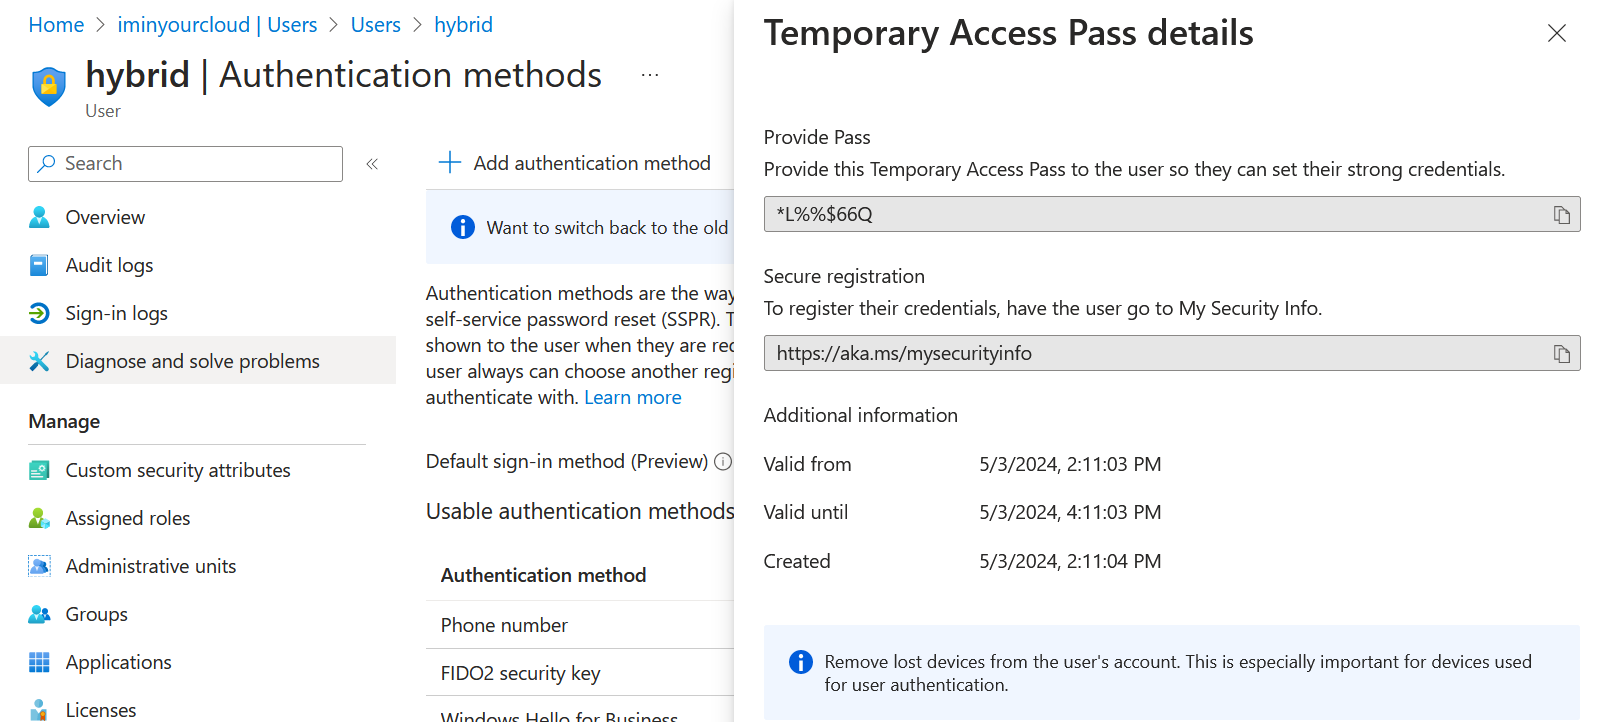 Home > iminyourcloud | Users > Users > hybrid
hybrid | Authentication methods ...
User
Search
Overview
Audit logs
Sign-in logs
Diagnose and solve problems
Manage
Custom security attributes
Assigned roles
Administrative units
Groups
Applications
Licenses
Add authentication method
Want to switch back to the old
Authentication methods are the way
self-service password reset (SSPR). T
shown to the user when they are rec
user always can choose another regi
authenticate with. Learn more
Default sign-in method (Preview)
Usable authentication methods
Authentication method
Phone number
FIDO2 security key
Windows Hello for Business
Temporary Access Pass details
Provide Pass
Provide this Temporary Access Pass to the user so they can set their strong credentials.
*L%%$66Q
Secure registration
To register their credentials, have the user go to My Security Info.
https://aka.ms/mysecurityinfo
Additional information
Valid from 5/3/2024, 2:11:03 PM
Valid until 5/3/2024, 4:11:03 PM
Created 5/3/2024, 2:11:04 PM
Remove lost devices from the user's account. This is especially important for devices used
for user authentication.